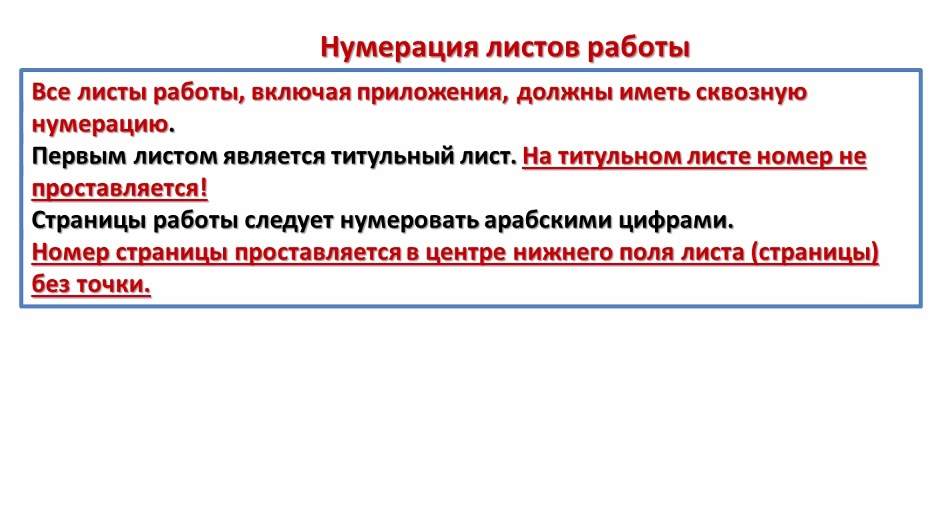 Нумерация листов работы
Все листы работы, включая приложения, должны иметь сквозную
нумерацию.
Первым листом является титульный лист. На титульном листе номер не
проставляется!
Страницы работы следует нумеровать арабскими цифрами.
Номер страницы проставляется в центре нижнего поля листа (страницы)
без точки.